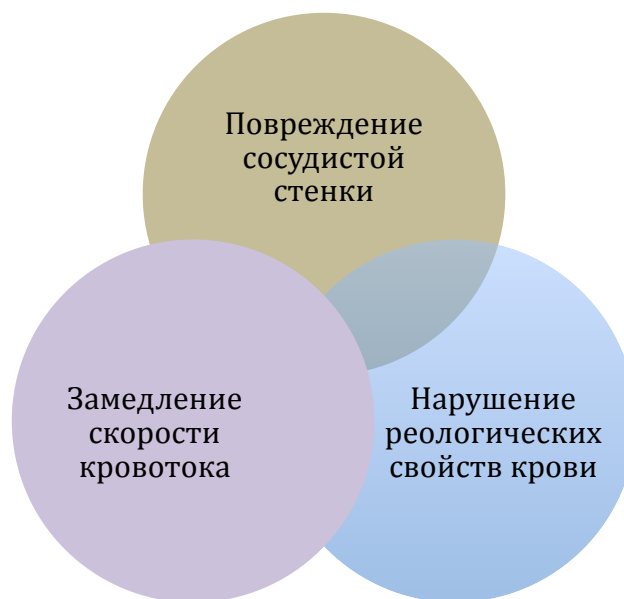 Повреждение
сосудистой
стенки
Замедление
скорости
кровотока
Нарушение
реологических
свойств крови